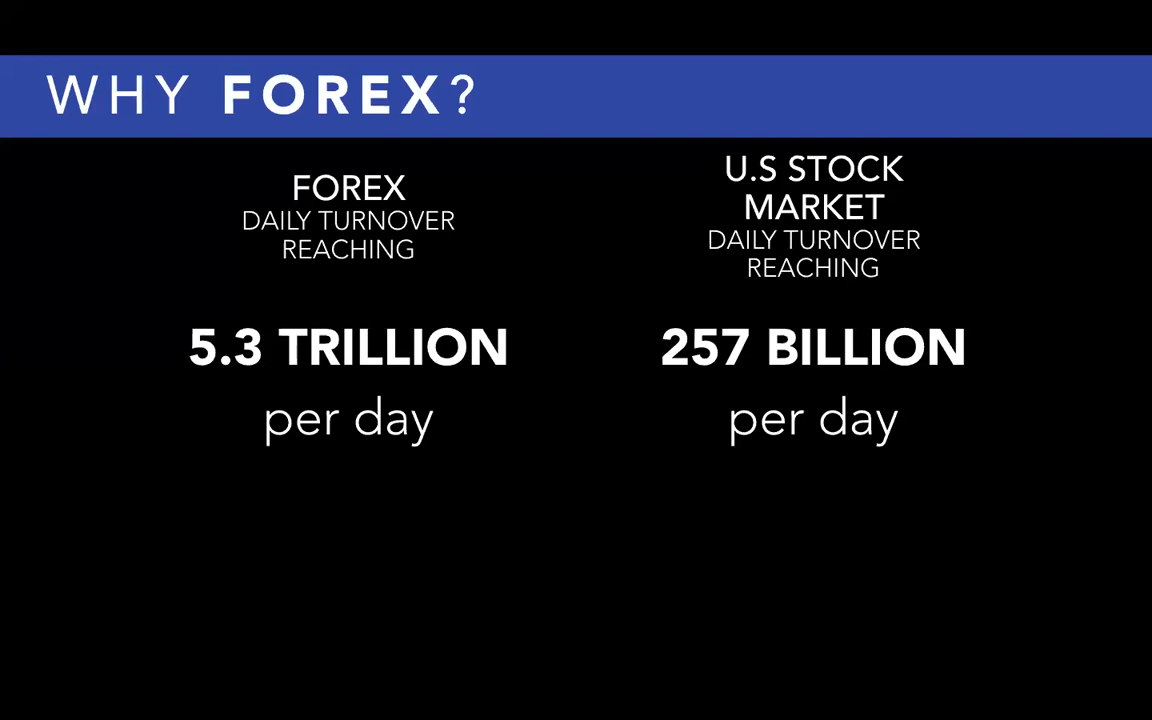 WHY FOREX?
FOREX
DAILY TURNOVER
REACHING
5.3 TRILLION
per day
U.S STOCK
MARKET
DAILY TURNOVER
REACHING
257 BILLION
per day